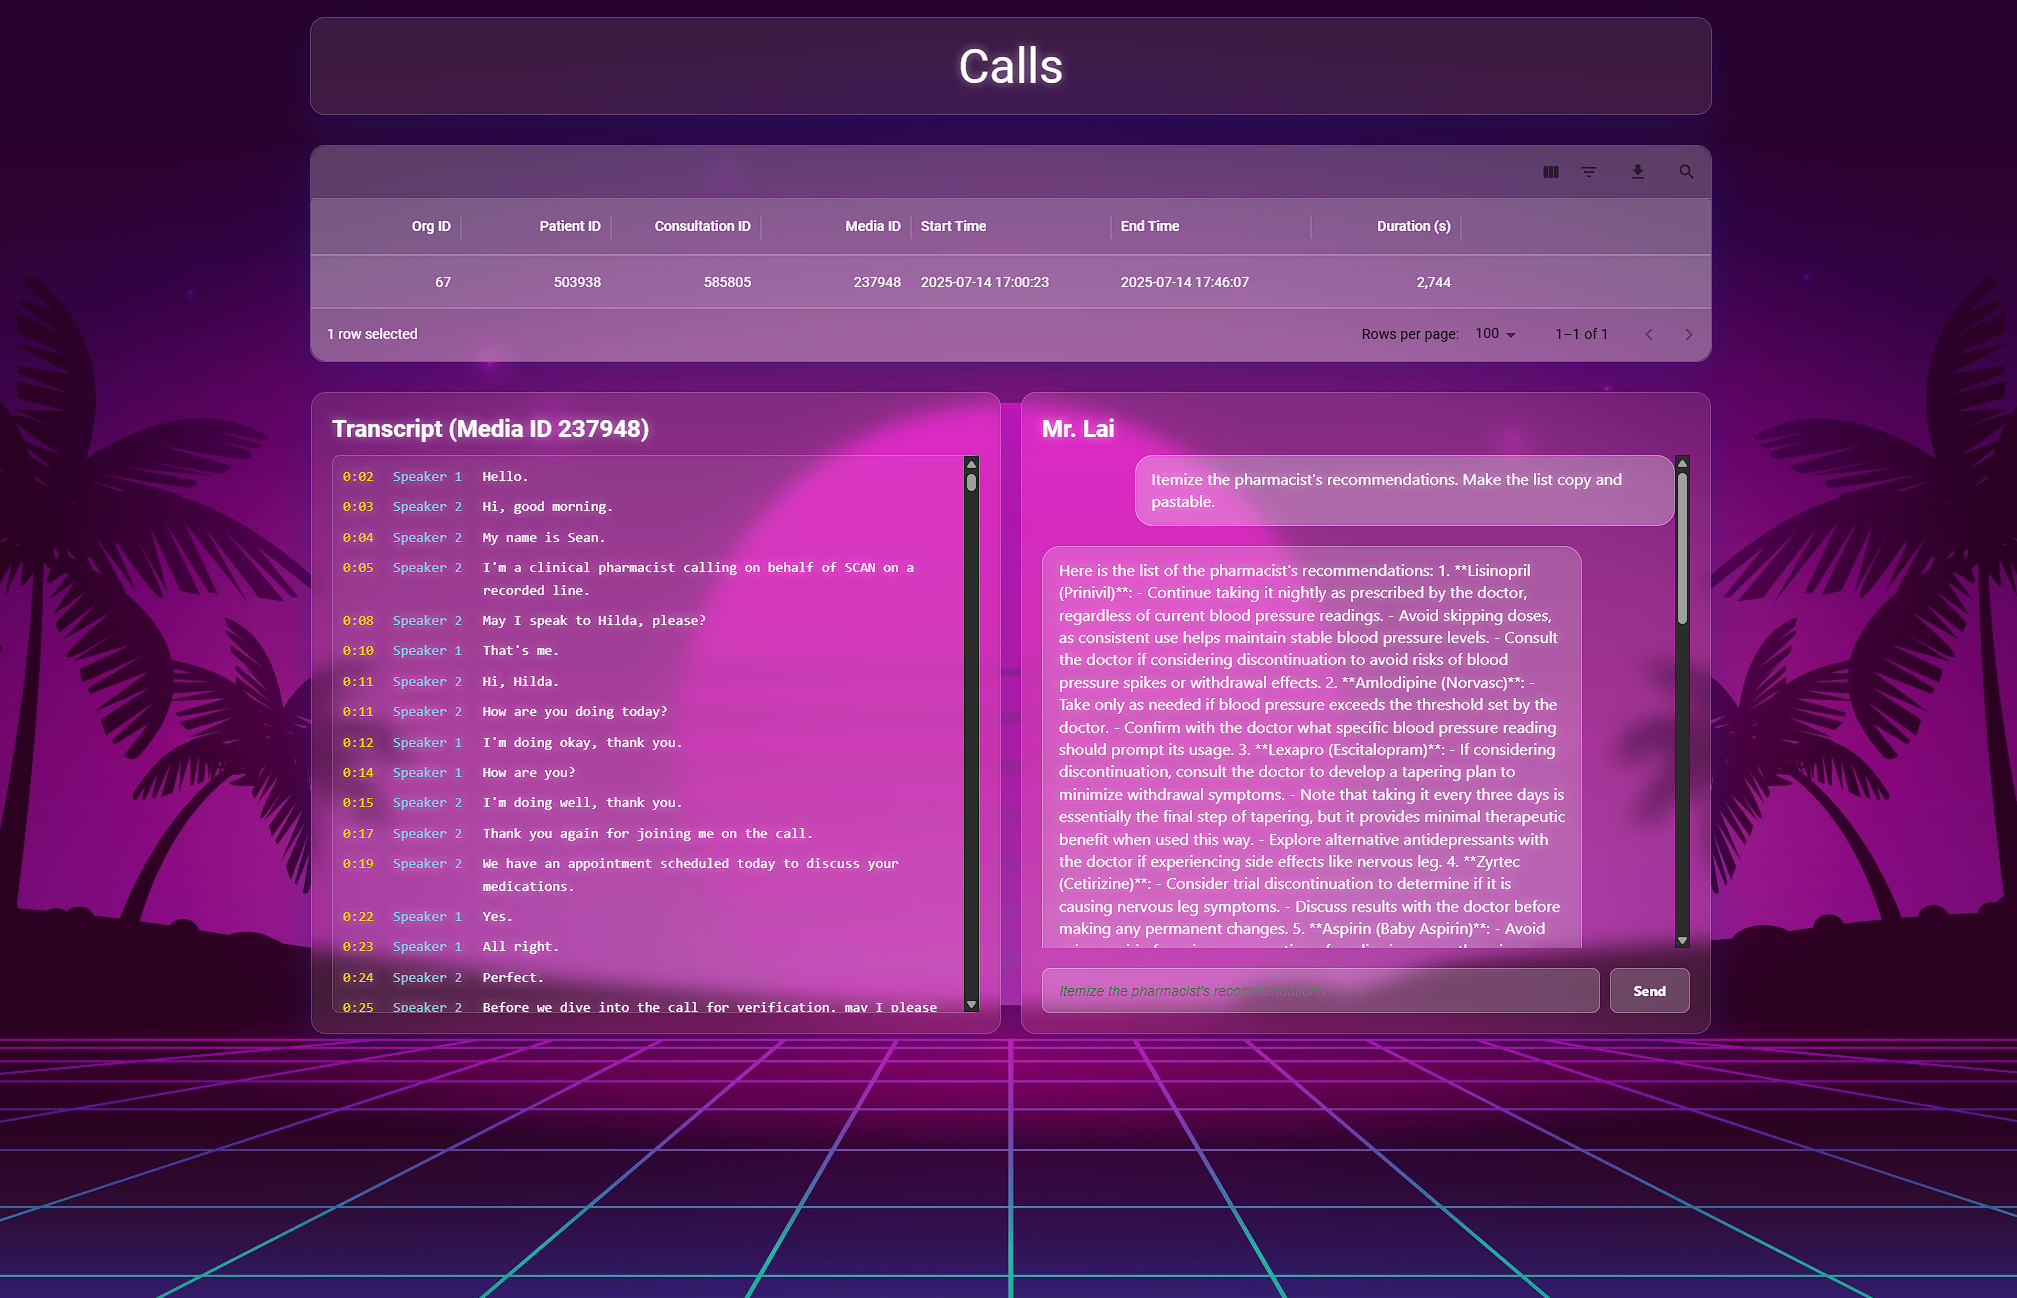 Calls
Org ID Patient ID Consultation ID Media ID Start Time End Time Duration (s)
67 503938 585805 237948 2025-07-14 17:00:23 2025-07-14 17:46:07 2,744
1 row selected Rows per page: 100 1–1 of 1
Transcript (Media ID 237948)
0:02 Speaker 1 Hello.
0:03 Speaker 2 Hi, good morning.
0:04 Speaker 2 My name is Sean.
0:05 Speaker 2 I'm a clinical pharmacist calling on behalf of SCAN on a
recorded line.
0:08 Speaker 2 May I speak to Hilda, please?
0:10 Speaker 1 That's me.
0:11 Speaker 2 Hi, Hilda.
0:11 Speaker 2 How are you doing today?
0:12 Speaker 1 I'm doing okay, thank you.
0:14 Speaker 1 How are you?
0:15 Speaker 2 I'm doing well, thank you.
0:17 Speaker 2 Thank you again for joining me on the call.
0:19 Speaker 2 We have an appointment scheduled today to discuss your
medications.
0:22 Speaker 1 Yes.
0:23 Speaker 1 All right.
0:24 Speaker 2 Perfect.
0:25 Speaker 2 Before we dive into the call for verification, may I please
Mr. Lai
Itemize the pharmacist's recommendations. Make the list copy and
pastable.
Here is the list of the pharmacist's recommendations: 1. **Lisinopril
(Prinivil)**: - Continue taking it nightly as prescribed by the doctor,
regardless of current blood pressure readings. - Avoid skipping doses,
as consistent use helps maintain stable blood pressure levels. - Consult
the doctor if considering discontinuation to avoid risks of blood
pressure spikes or withdrawal effects. 2. **Amlodipine (Norvasc)**: -
Take only as needed if blood pressure exceeds the threshold set by the
doctor. - Confirm with the doctor what specific blood pressure reading
should prompt its usage. 3. **Lexapro (Escitalopram)**: - If considering
discontinuation, consult the doctor to develop a tapering plan to
minimize withdrawal symptoms. - Note that taking it every three days is
essentially the final step of tapering, but it provides minimal therapeutic
benefit when used this way. - Explore alternative antidepressants with
the doctor if experiencing side effects like nervous leg. 4. **Zyrtec
(Cetirizine)**: - Consider trial discontinuation to determine if it is
causing nervous leg symptoms. - Discuss results with the doctor before
making any permanent changes. 5. **Aspirin (Baby Aspirin)**: - Avoid
Itemize the pharmacist's recommendations
Send